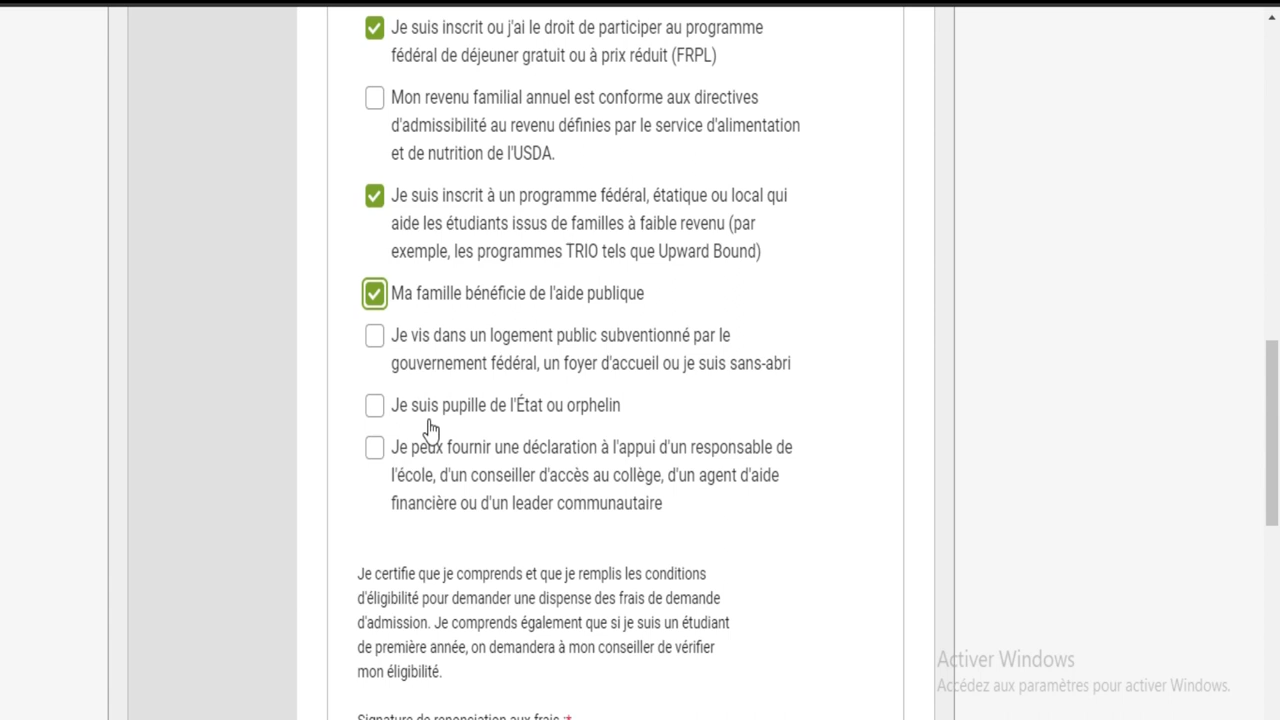 Je suis inscrit ou j'ai le droit de participer au programme
fédéral de déjeuner gratuit ou à prix réduit (FRPL)
Mon revenu familial annuel est conforme aux directives
d'admissibilité au revenu définies par le service d'alimentation
et de nutrition de l'USDA.
Je suis inscrit à un programme fédéral, étatique ou local qui
aide les étudiants issus de familles à faible revenu (par
exemple, les programmes TRIO tels que Upward Bound)
Ma famille bénéficie de l'aide publique
Je vis dans un logement public subventionné par le
gouvernement fédéral, un foyer d'accueil ou je suis sans-abri
Je suis pupille de l'État ou orphelin
Je peux fournir une déclaration à l'appui d'un responsable de
l'école, d'un conseiller d'accès au collège, d'un agent d'aide
financière ou d'un leader communautaire
Je certifie que je comprends et que je remplis les conditions
d'éligibilité pour demander une dispense des frais de demande
d'admission. Je comprends également que si je suis un étudiant
de première année, on demandera à mon conseiller de vérifier
mon éligibilité.
Signature de renonciation aux frais :*
Activer Windows
Accédez aux paramètres pour activer Windows.